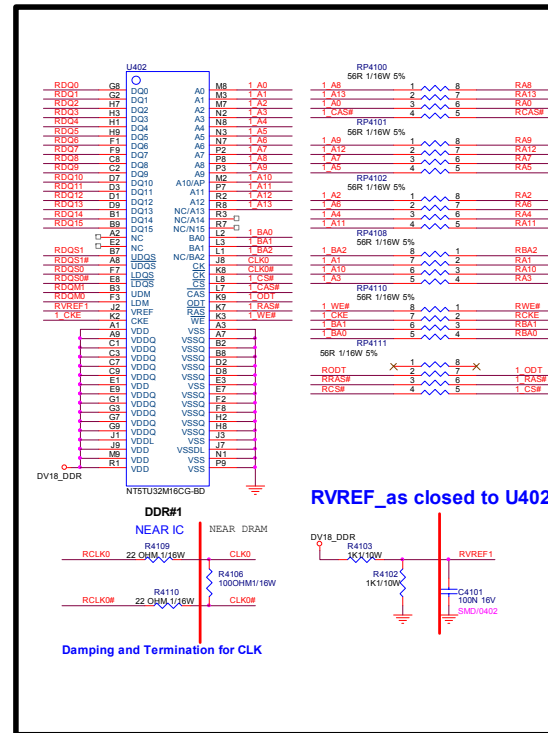 U402
RDQ0 G8 DQ0 A0 M8 1_A0
RDQ1 G2 DQ1 A1 M3 1_A1
RDQ2 H7 DQ2 A2 M7 1_A2
RDQ3 H3 DQ3 A3 N2 1_A3
RDQ4 H1 DQ4 A4 N8 1_A4
RDQ5 H9 DQ5 A5 N3 1_A5
RDQ6 F1 DQ6 A6 N7 1_A6
RDQ7 F9 DQ7 A7 P2 1_A7
RDQ8 C8 DQ8 A8 P8 1_A8
RDQ9 C2 DQ9 A9 P3 1_A9
RDQ10 D7 DQ10 A10/AP M2 1_A10
RDQ11 D3 DQ11 A11 P7 1_A11
RDQ12 D1 DQ12 A12 R2 1_A12
RDQ13 D9 DQ13 NC/A13 R8 1_A13
RDQ14 B1 DQ14 NC/A14 R3
RDQ15 B9 DQ15 NC/N15 R7
A2 NC BA0 L2 1_BA0
E2 NC BA1 L3 1_BA1
RDQS1 B7 UDQS NC/BA2 L1 1_BA2
RDQS1# A8 UDQS CK J8 CLK0
RDQS0 F7 LDQS CK K8 CLK0#
RDQS0# E8 LDQS CS L8 1_CS#
RDQM1 B3 UDM CAS L7 1_CAS#
RDQM0 F3 LDM ODT K9 1_ODT
RVREF1 J2 VREF RAS K7 1_RAS#
1_CKE K2 CKE WE K3 1_WE#
A1 VDD VSS A3
A9 VDDQ VSSQ A7
C1 VDDQ VSSQ B2
C3 VDDQ VSSQ B8
C7 VDDQ VSSQ D2
C9 VDDQ VSSQ D8
E1 VDD VSS E3
E9 VDDQ VSSQ E7
G1 VDDQ VSSQ F2
G3 VDDQ VSSQ F8
G7 VDDQ VSSQ H2
G9 VDDQ VSSQ H8
J1 VDDL VSS J3
J9 VDD VSSDL J7
M9 VDD VSS N1
R1 VDD VSS P9
DV18_DDR
NT5TU32M16CG-BD
DDR#1
RP4100
56R 1/16W 5%
1_A8 1 8 RA8
1_A13 2 7 RA13
1_A0 3 6 RA0
1_CAS# 4 5 RCAS#
RP4101
56R 1/16W 5%
1_A9 1 8 RA9
1_A12 2 7 RA12
1_A7 3 6 RA7
1_A5 4 5 RA5
RP4102
56R 1/16W 5%
1_A2 1 8 RA2
1_A6 2 7 RA6
1_A4 3 6 RA4
1_A11 4 5 RA11
RP4108
56R 1/16W 5%
1_BA2 8 1 RBA2
1_A1 7 2 RA1
1_A10 6 3 RA10
1_A3 5 4 RA3
RP4110
56R 1/16W 5%
1_WE# 8 1 RWE#
1_CKE 7 2 RCKE
1_BA1 6 3 RBA1
1_BA0 5 4 RBA0
RP4111
56R 1/16W 5%
1 8
RODT 2 7 1_ODT
RRAS# 3 6 1_RAS#
RCS# 4 5 1_CS#
NEAR IC NEAR DRAM
RCLK0 R4109 CLK0
22 OHM 1/16W
R4106
100OHM1/16W
RCLK0# R4110 CLK0#
22 OHM 1/16W
Damping and Termination for CLK
RVREF_as closed to U402
DV18_DDR
R4103
1K1/10W
RVREF1
R4102
1K1/10W
C4101
100N 16V
SMD/0402